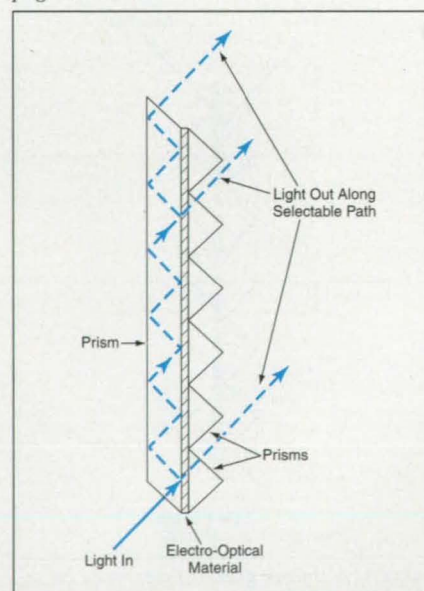 Light Out Along
Selectable Path
Prism
Prisms
Electro-Optical
Material
Light In